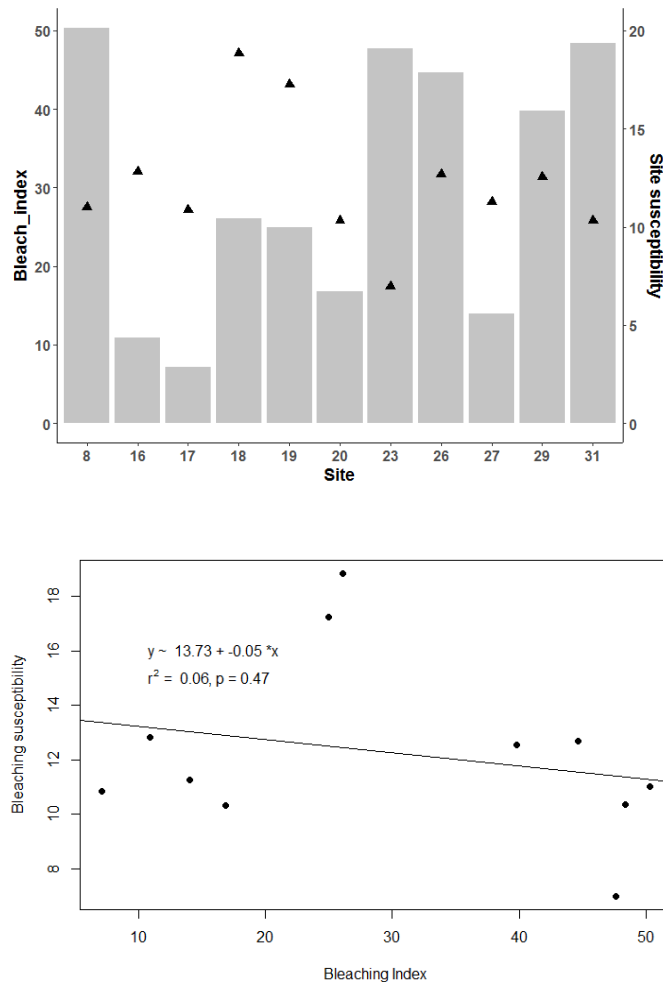 50
40
30
20
10
0
Bleach_index
20
15
10
5
0
Site susceptibility
8 16 17 18 19 20 23 26 27 29 31
Site
18
16
14
12
10
8
Bleaching susceptibility
y ~ 13.73 + -0.05 *x
r² = 0.06, p = 0.47
10 20 30 40 50
Bleaching Index